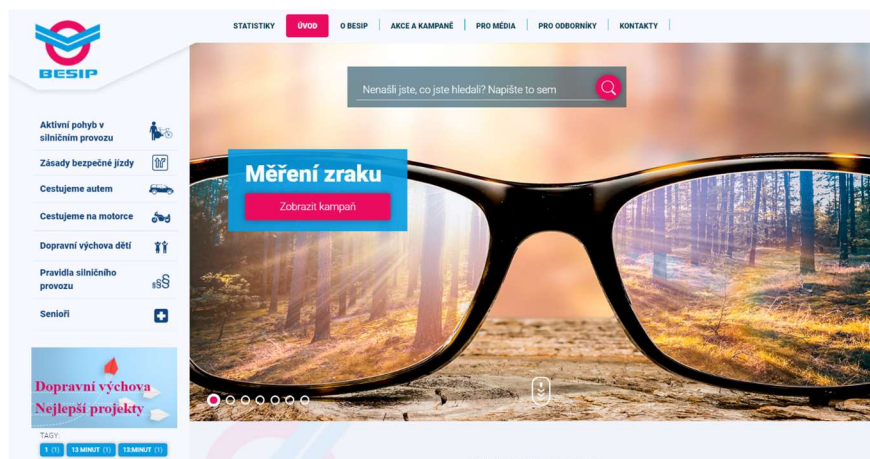 STATISTIKY ÚVOD O BESIP AKCE A KAMPANĚ PRO MÉDIA PRO ODBORNÍKY KONTAKTY
BESIP
Nenašli jste, co jste hledali? Napište to sem
Aktivní pohyb v
silničním provozu
Zásady bezpečné jízdy
Cestujeme autem
Cestujeme na motorce
Dopravní výchova dětí
Pravidla silničního
provozu
§§§
Senioři
Měření zraku
Zobrazit kampaň
Dopravní výchova
Nejlepší projekty
TAGY:
1 (1) 13 MINUT (1) 13.MINUT (1)